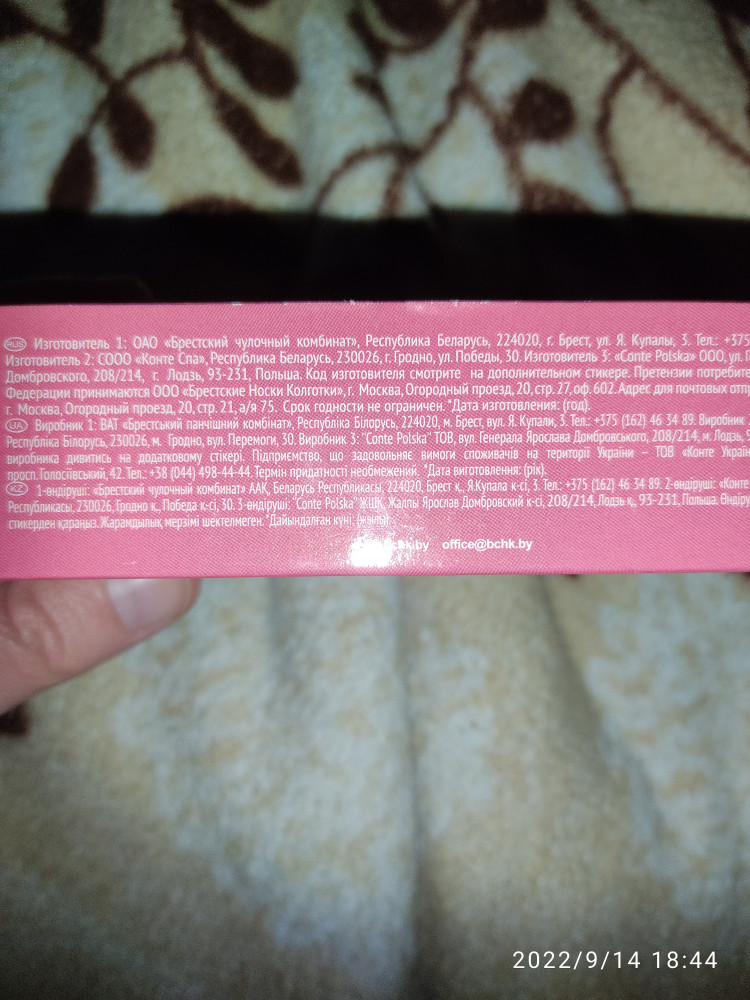 RUS Изготовитель 1: ОАО «Брестский чулочный комбинат», Республика Беларусь, 224020, г. Брест, ул. Я. Купалы, 3. Тел.: +375
Изготовитель 2: СООО «Конте Спа», Республика Беларусь, 230026, г. Гродно, ул. Победы, 30. Изготовитель 3: «Conte Polska» ООО, ул. Г
Домбровского, 208/214, г. Лодзь, 93-231, Польша. Код изготовителя смотрите на дополнительном стикере. Претензии потребите
Федерации принимаются ООО «Брестские Носки Колготки», г. Москва, Огородный проезд, 20, стр. 27, оф. 602. Адрес для почтовых отп
г. Москва, Огородный проезд, 20, стр. 21, а/я 75. Срок годности не ограничен. *Дата изготовления: (год).
UA Виробник 1: ВАТ «Брестський панчішний комбінат», Республіка Білорусь, 224020, м. Брест, вул. Я. Купали, 3. Тел.: +375 (162) 46 34 89. Виробник
Республіка Білорусь, 230026, м. Гродно, вул. Перемоги, 30. Виробник 3: "Conte Polska" ТОВ, вул. Генерала Ярослава Домбровського, 208/214, м. Лодзь, 9
виробника дивитись на додатковому стікері. Підприємство, що задовольняє вимоги споживачів на території України – ТОВ «Конте Україн
просп. Голосіївський, 42. Тел.: +38 (044) 498-44-44. Термін придатності необмежений. *Дата виготовлення: (рік).
KZ 1-өндіруші: «Брестский чулочный комбинат» ААҚ, Беларусь Республикасы, 224020, Брест қ., Я.Купала к-сі, 3. Тел.: +375 (162) 46 34 89. 2-өндіруші: «Конте
Республикасы, 230026, Гродно қ., Победа к-сі, 30. 3-өндіруші: "Conte Polska" ЖШҚ, Жалпы Ярослав Домбровский к-сі, 208/214, Лодзь қ., 93-231, Польша. Өндіру
стикерден қараңыз. Жарамдылық мерзімі шектелмеген. *Дайындалған күні: (жылы)
office@bchk.by
2022/9/14 18:44